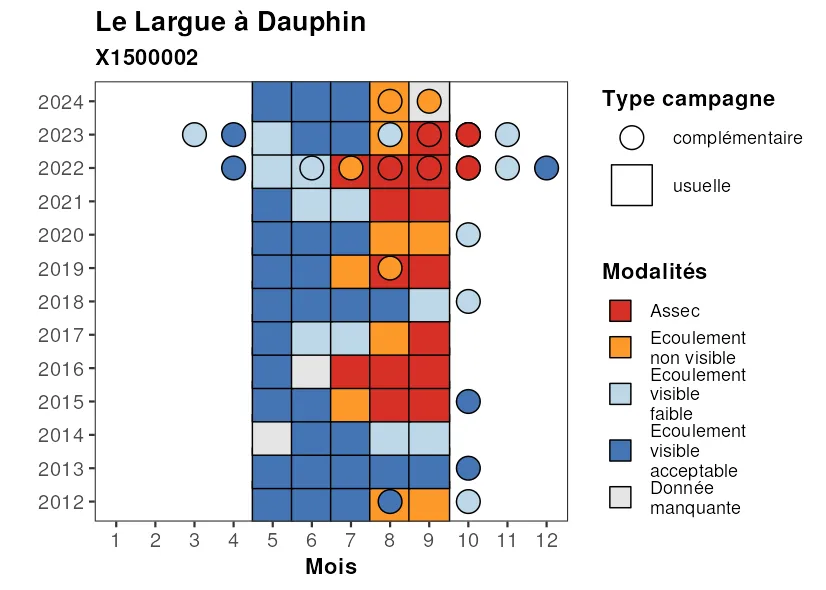 Le Largue à Dauphin
X1500002
2024
2023
2022
2021
2020
2019
2018
2017
2016
2015
2014
2013
2012
1 2 3 4 5 6 7 8 9 10 11 12
Mois
Type campagne
complémentaire
usuelle
Modalités
Assec
Ecoulement
non visible
Ecoulement
visible
faible
Ecoulement
visible
acceptable
Donnée
manquante